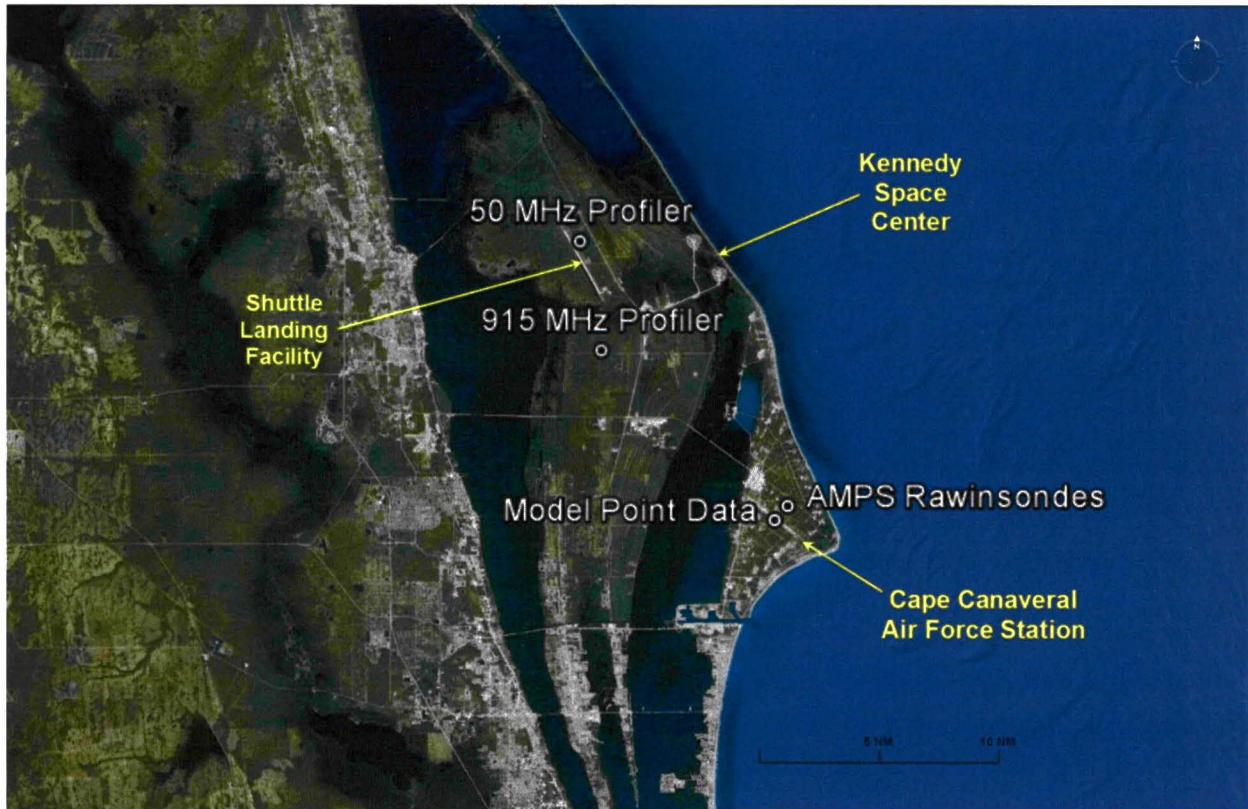 N
Kennedy
Space
Center
50 MHz Profiler
Shuttle
Landing
Facility
915 MHz Profiler
AMPS Rawinsondes
Model Point Data
Cape Canaveral
Air Force Station
5 NM
10 NM